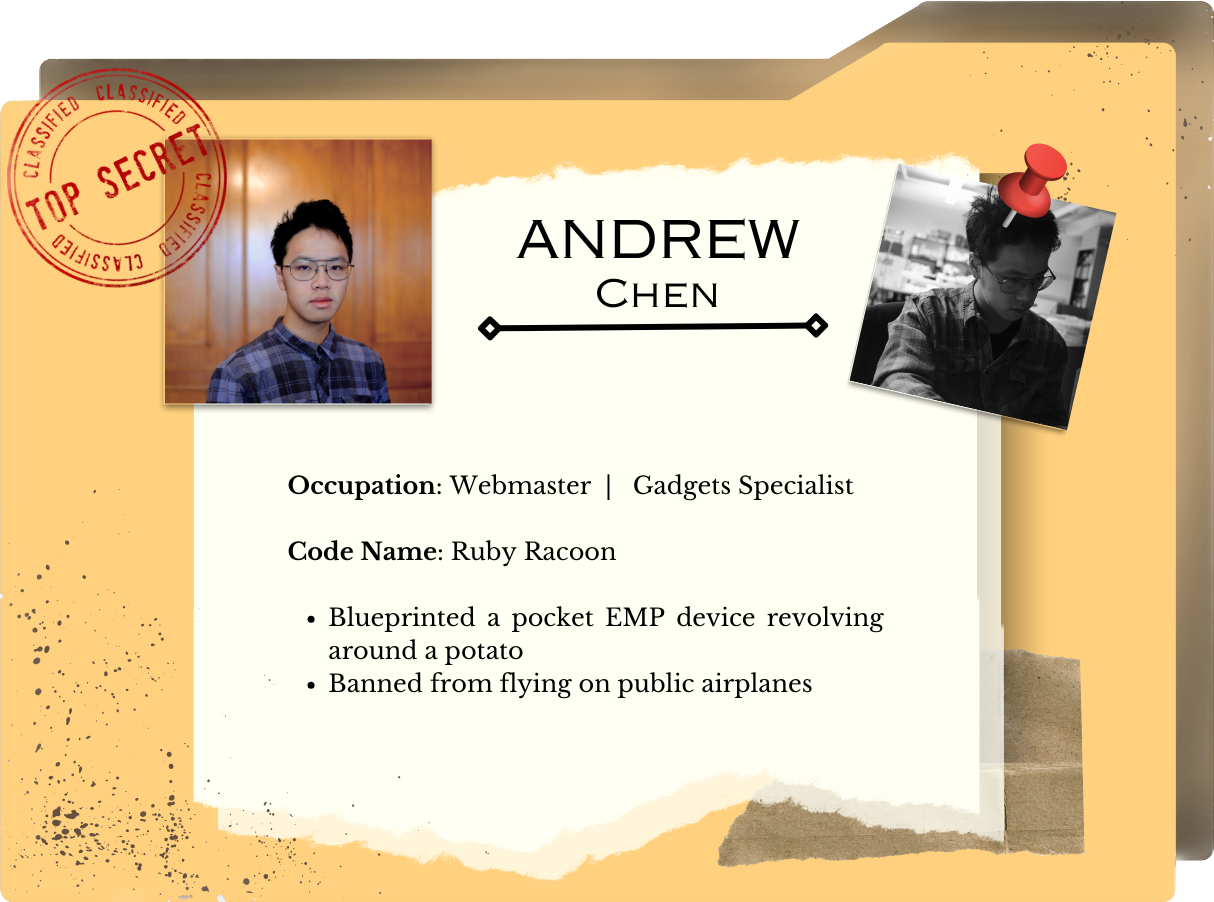 CLASSIFIED CLASSIFIED CLASSIFIED CLASSIFIED
TOP SECRET
ANDREW
CHEN
Occupation: Webmaster | Gadgets Specialist
Code Name: Ruby Racoon
• Blueprinted a pocket EMP device revolving
around a potato
• Banned from flying on public airplanes